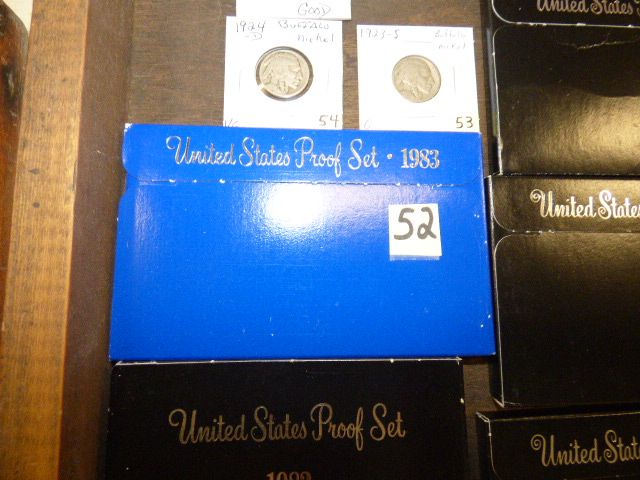 GOOD
1924 Buffalo
-D Nickel
54
1923-S Buffalo
nickel
53
United States Proof Set · 1983
52
United States Proof Set
United States
United States
United Stat